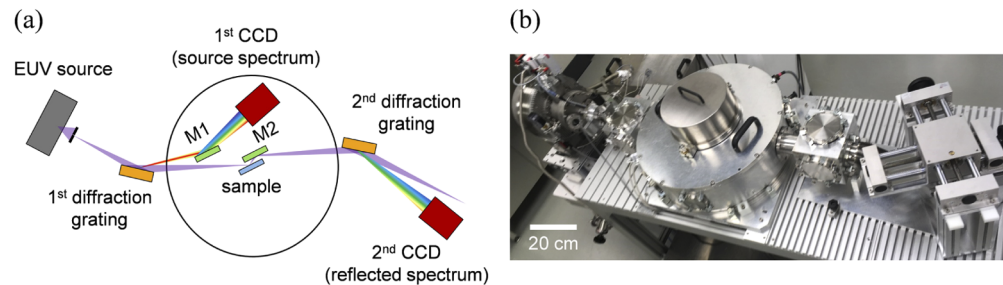 (a)
1st CCD
(source spectrum)
EUV source
2nd diffraction
grating
M1
M2
sample
1st diffraction
grating
2nd CCD
(reflected spectrum)
(b)
20 cm